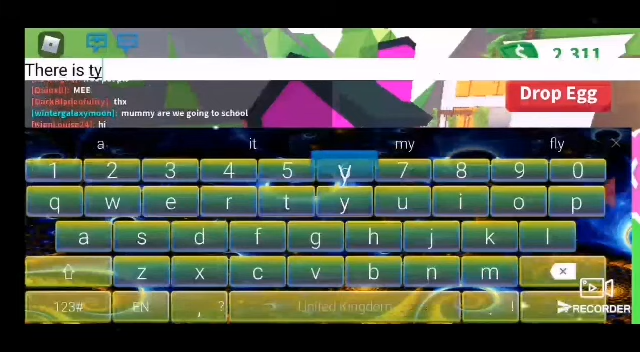 2,311
There is ty
MEE
thx
[wintergalaxymoon]: mummy are we going to school
hi
Drop Egg
a it my fly
1 2 3 4 5 y 7 8 9 0
q w e r t y u i o p
a s d f g h j k l
z x c v b n m
123# EN , ? United Kingdom . !
RECORDER